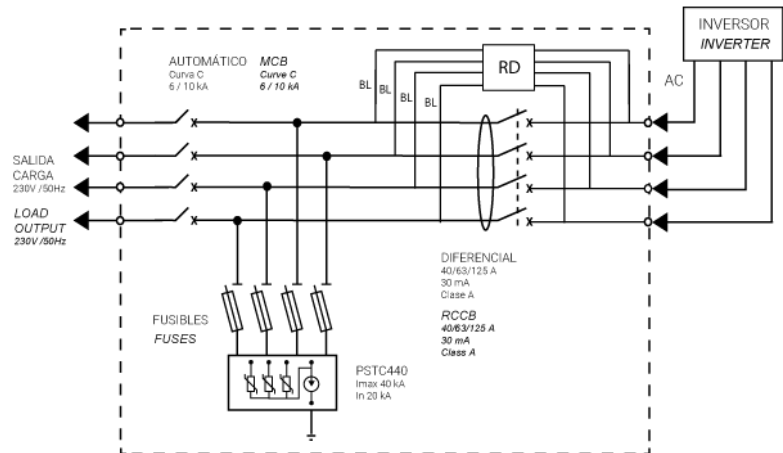 INVERSOR
INVERTER
AUTOMÁTICO
Curva C
6 / 10 kA
MCB
Curve C
6 / 10 kA
RD
BL
BL
BL
BL
AC
SALIDA
CARGA
230V /50Hz
LOAD
OUTPUT
230V /50Hz
DIFERENCIAL
40/63/125 A
30 mA
Clase A
RCCB
40/63/125 A
30 mA
Class A
FUSIBLES
FUSES
PSTC440
Imax 40 kA
In 20 kA